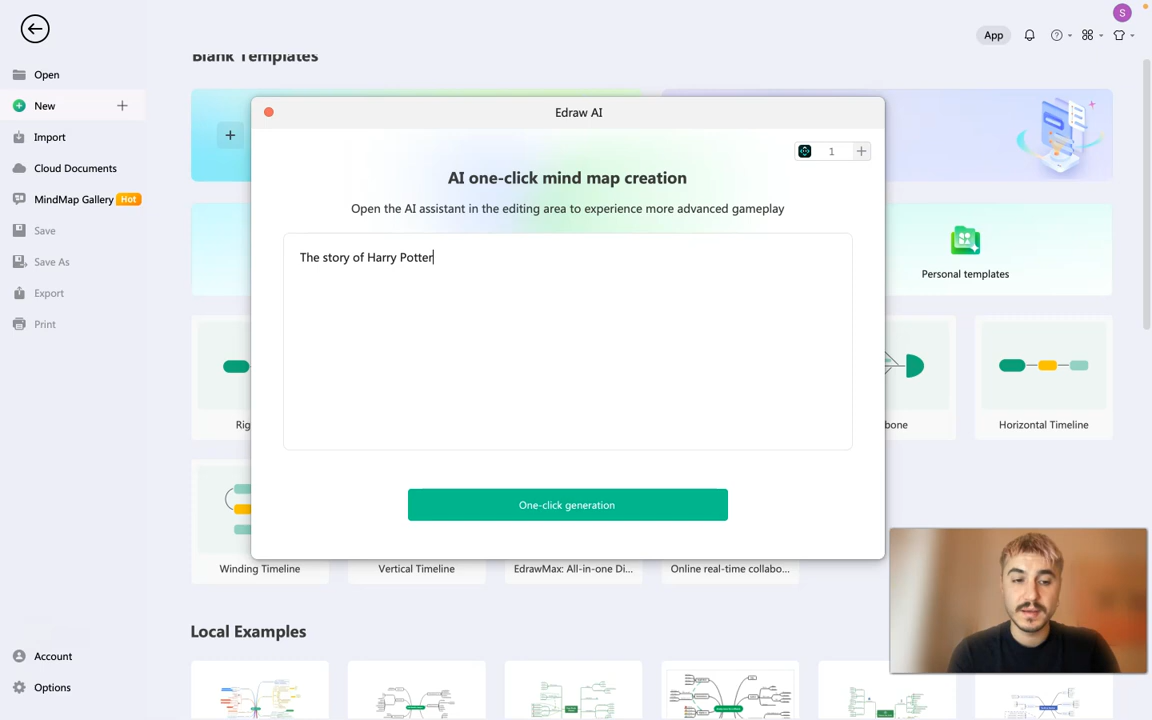 S
App
Blank Templates
Open
New
Import
Cloud Documents
MindMap Gallery Hot
Save
Save As
Export
Print
Edraw AI
1
AI one-click mind map creation
Open the AI assistant in the editing area to experience more advanced gameplay
The story of Harry Potter
One-click generation
Personal templates
Rig
bone
Horizontal Timeline
Winding Timeline
Vertical Timeline
EdrawMax: All-in-one Di...
Online real-time collabo...
Local Examples
Account
Options